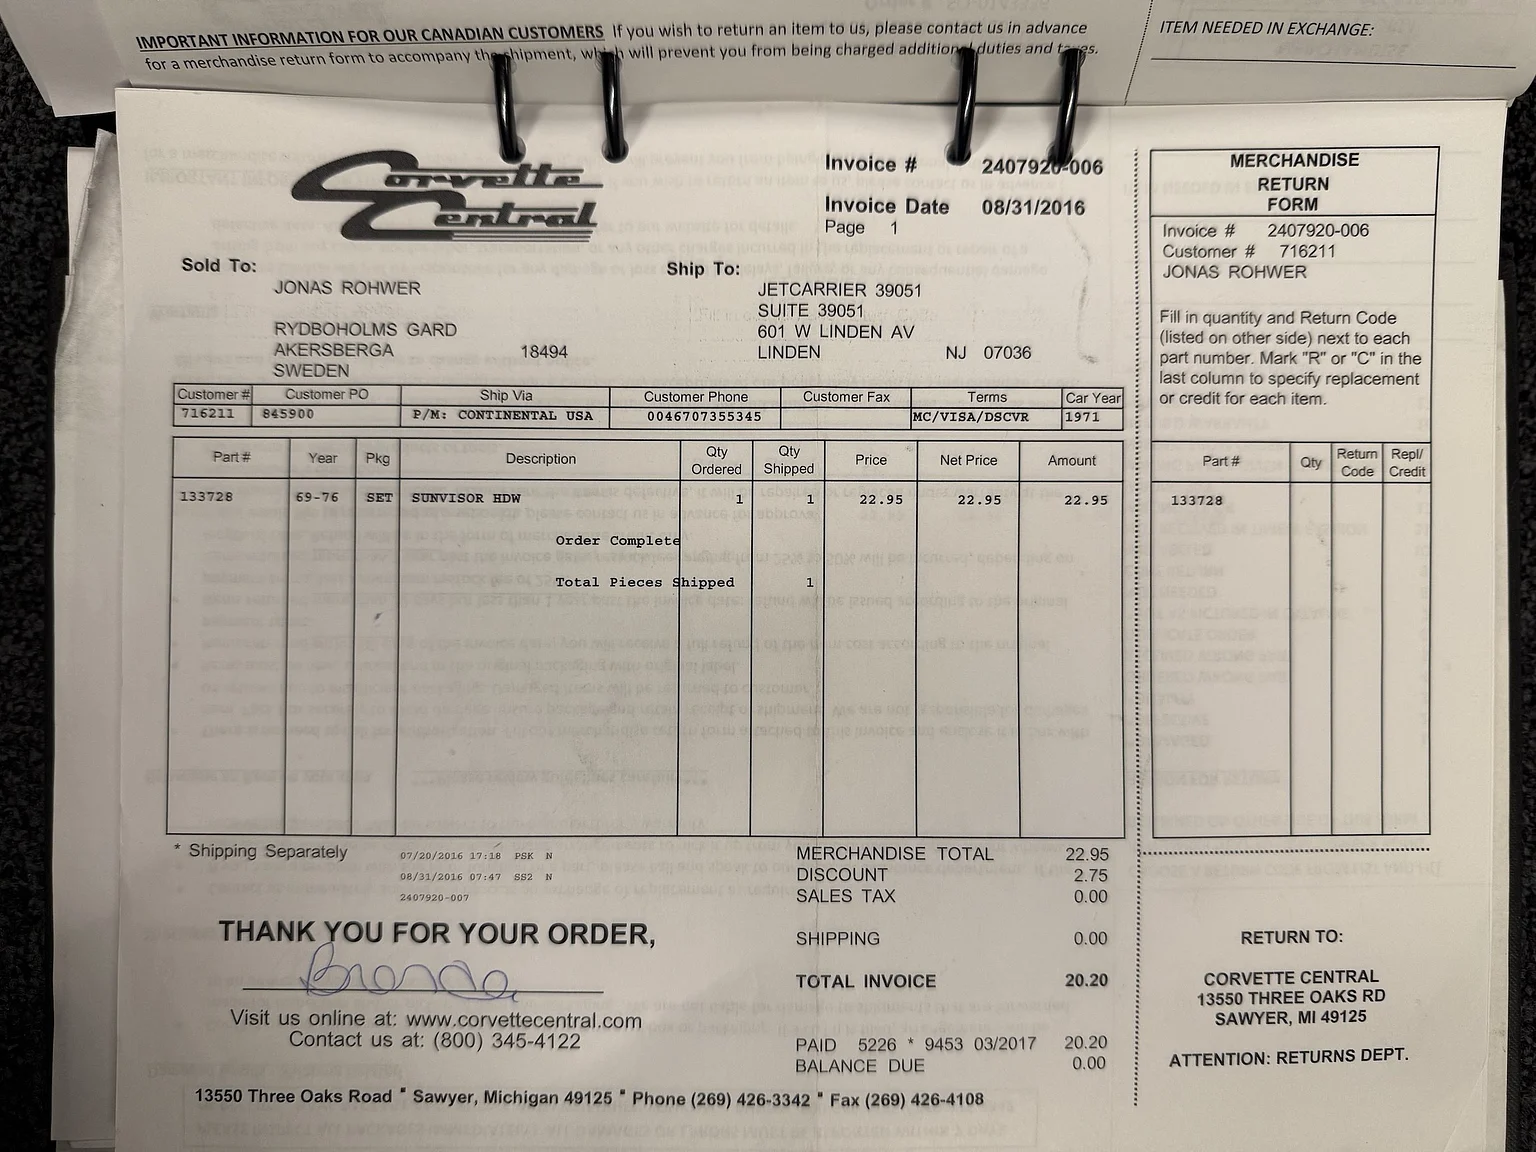 IMPORTANT INFORMATION FOR OUR CANADIAN CUSTOMERS If you wish to return an item to us, please contact us in advance
for a merchandise return form to accompany the shipment, which will prevent you from being charged additional duties and taxes.
ITEM NEEDED IN EXCHANGE:
Corvette
Central
Invoice # 2407920-006
Invoice Date 08/31/2016
Page 1
Sold To:
JONAS ROHWER
RYDBOHOLMS GARD
AKERSBERGA 18494
SWEDEN
Ship To:
JETCARRIER 39051
SUITE 39051
601 W LINDEN AV
LINDEN NJ 07036
Customer # Customer PO Ship Via Customer Phone Customer Fax Terms Car Year
716211 845900 P/M: CONTINENTAL USA 0046707355345 MC/VISA/DSCVR 1971
Part # Year Pkg Description Qty Ordered Qty Shipped Price Net Price Amount
133728 69-76 SET SUNVISOR HDW 1 1 22.95 22.95 22.95
Order Complete
Total Pieces Shipped 1
* Shipping Separately
07/20/2016 17:18 PSK N
08/31/2016 07:47 SS2 N
2407920-007
MERCHANDISE TOTAL 22.95
DISCOUNT 2.75
SALES TAX 0.00
SHIPPING 0.00
TOTAL INVOICE 20.20
PAID 5226 * 9453 03/2017 20.20
BALANCE DUE 0.00
THANK YOU FOR YOUR ORDER,
Brenda
Visit us online at: www.corvettecentral.com
Contact us at: (800) 345-4122
13550 Three Oaks Road * Sawyer, Michigan 49125 * Phone (269) 426-3342 * Fax (269) 426-4108
MERCHANDISE
RETURN
FORM
Invoice # 2407920-006
Customer # 716211
JONAS ROHWER
Fill in quantity and Return Code
(listed on other side) next to each
part number. Mark "R" or "C" in the
last column to specify replacement
or credit for each item.
Part # Qty Return Code Repl/ Credit
133728
RETURN TO:
CORVETTE CENTRAL
13550 THREE OAKS RD
SAWYER, MI 49125
ATTENTION: RETURNS DEPT.